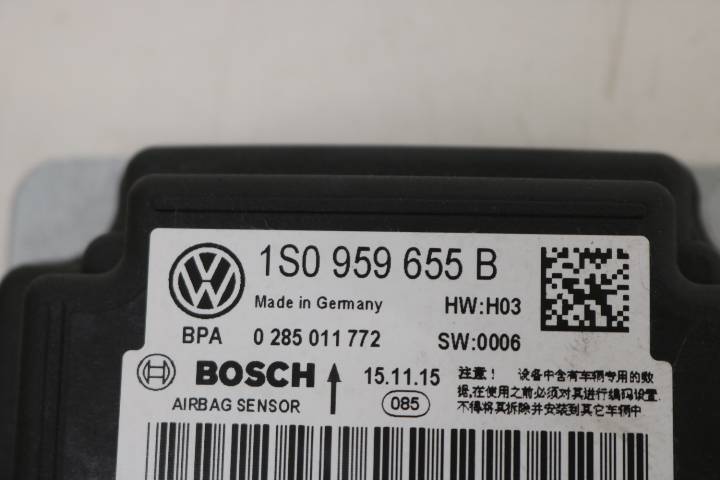 1S0 959 655 B
Made in Germany HW:H03
BPA 0 285 011 772 SW:0006
BOSCH 15.11.15
AIRBAG SENSOR 085
注意！ 设备中含有车辆专用的数
据,在使用之前必须对其进行编码设置.
不得将其拆除并安装到其它车辆中